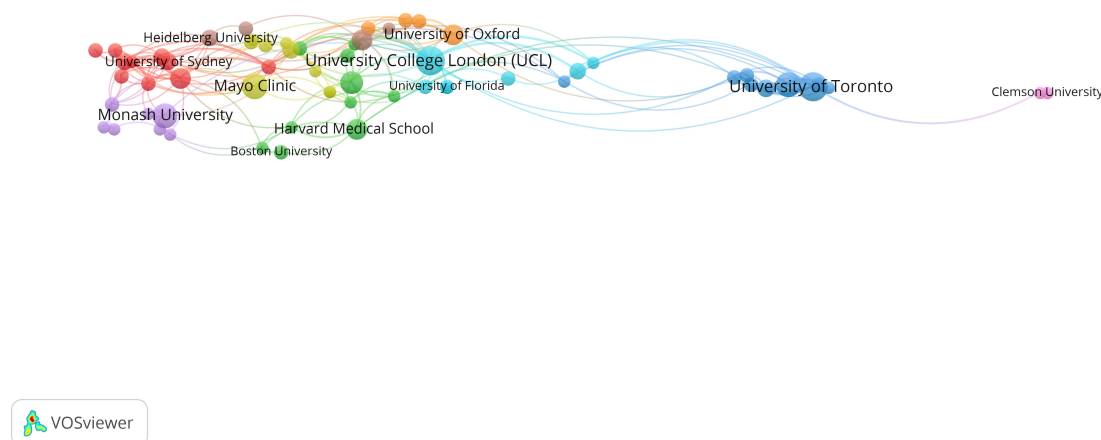 Heidelberg University
University of Oxford
University of Sydney
University College London (UCL)
Mayo Clinic
University of Florida
University of Toronto
Clemson University
Monash University
Harvard Medical School
Boston University
VOSviewer